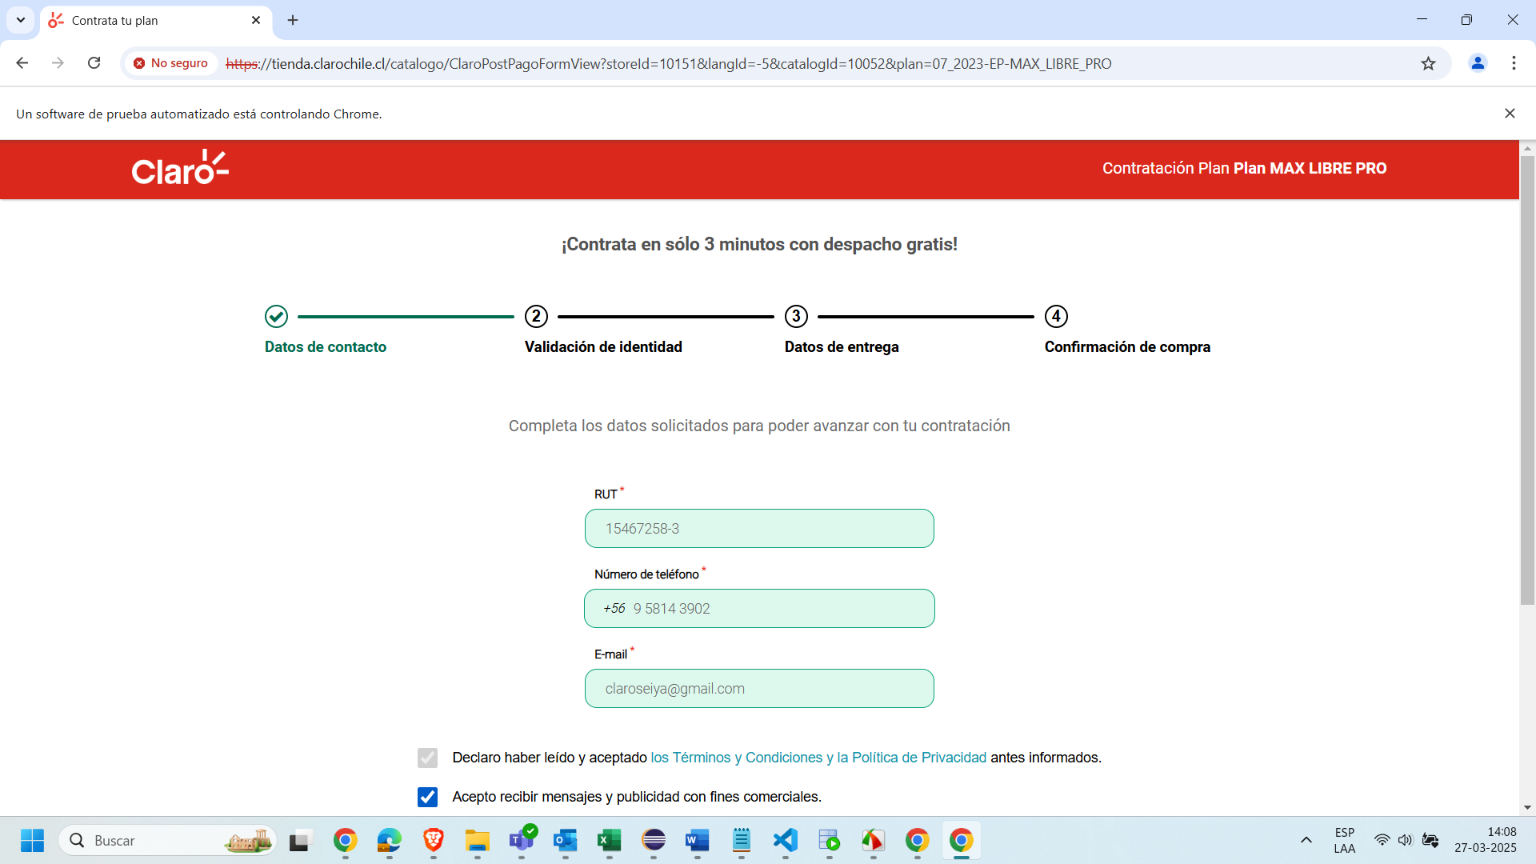 Contrata tu plan
No seguro
https://tienda.clarochile.cl/catalogo/ClaroPostPagoFormView?storeId=10151&langId=-5&catalogId=10052&plan=07_2023-EP-MAX_LIBRE_PRO
Un software de prueba automatizado está controlando Chrome.
Claro
Contratación Plan Plan MAX LIBRE PRO
¡Contrata en sólo 3 minutos con despacho gratis!
2
3
4
Datos de contacto
Validación de identidad
Datos de entrega
Confirmación de compra
Completa los datos solicitados para poder avanzar con tu contratación
RUT *
15467258-3
Número de teléfono *
+56 9 5814 3902
E-mail *
claroseiya@gmail.com
Declaro haber leído y aceptado los Términos y Condiciones y la Política de Privacidad antes informados.
Acepto recibir mensajes y publicidad con fines comerciales.
Buscar
ESP
LAA
14:08
27-03-2025